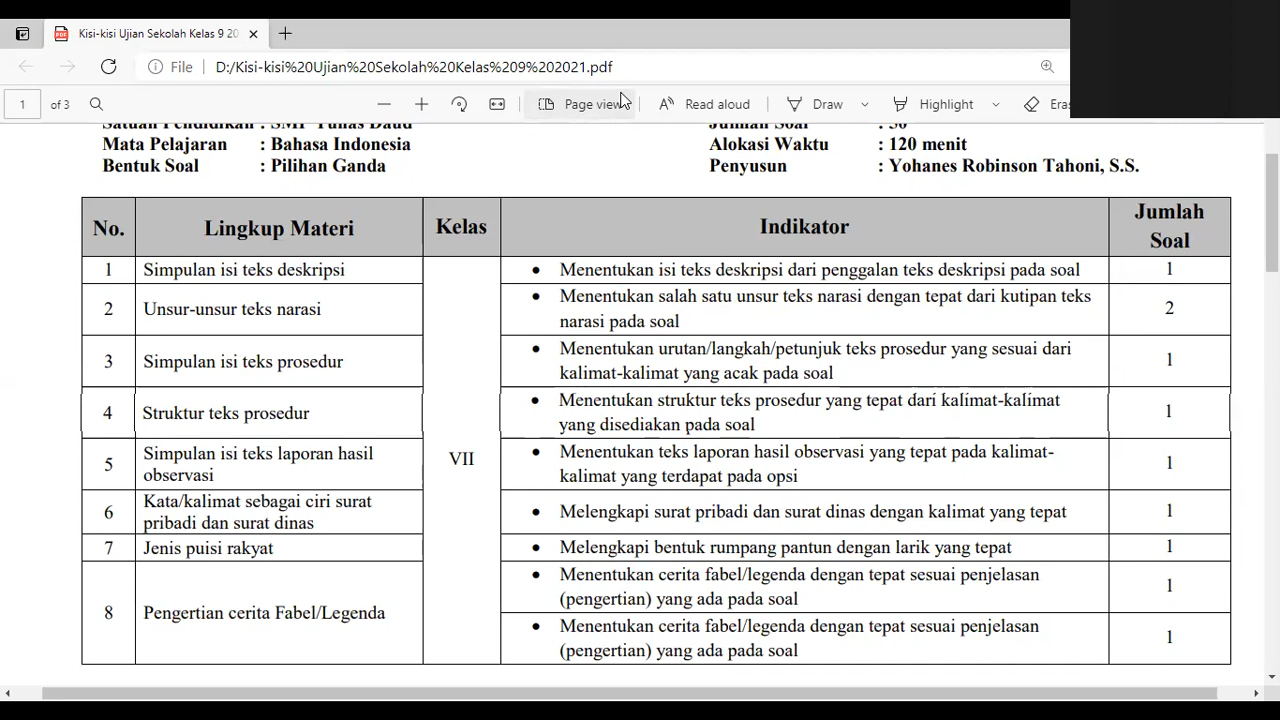 Kisi-kisi Ujian Sekolah Kelas 9 20
File D:/Kisi-kisi%20Ujian%20Sekolah%20Kelas%209%202021.pdf
1 of 3 Page view Read aloud Draw Highlight Eras
Satuan Pendidikan : SMP Tunas Daud Jumlah Soal : 50
Mata Pelajaran : Bahasa Indonesia Alokasi Waktu : 120 menit
Bentuk Soal : Pilihan Ganda Penyusun : Yohanes Robinson Tahoni, S.S.
No. Lingkup Materi Kelas Indikator Jumlah Soal
1 Simpulan isi teks deskripsi • Menentukan isi teks deskripsi dari penggalan teks deskripsi pada soal 1
2 Unsur-unsur teks narasi • Menentukan salah satu unsur teks narasi dengan tepat dari kutipan teks
narasi pada soal 2
3 Simpulan isi teks prosedur • Menentukan urutan/langkah/petunjuk teks prosedur yang sesuai dari
kalimat-kalimat yang acak pada soal 1
4 Struktur teks prosedur • Menentukan struktur teks prosedur yang tepat dari kalimat-kalimat
yang disediakan pada soal 1
VII
5 Simpulan isi teks laporan hasil
observasi • Menentukan teks laporan hasil observasi yang tepat pada kalimat-
kalimat yang terdapat pada opsi 1
6 Kata/kalimat sebagai ciri surat
pribadi dan surat dinas • Melengkapi surat pribadi dan surat dinas dengan kalimat yang tepat 1
7 Jenis puisi rakyat • Melengkapi bentuk rumpang pantun dengan larik yang tepat 1
8 Pengertian cerita Fabel/Legenda • Menentukan cerita fabel/legenda dengan tepat sesuai penjelasan
(pengertian) yang ada pada soal 1
• Menentukan cerita fabel/legenda dengan tepat sesuai penjelasan
(pengertian) yang ada pada soal 1